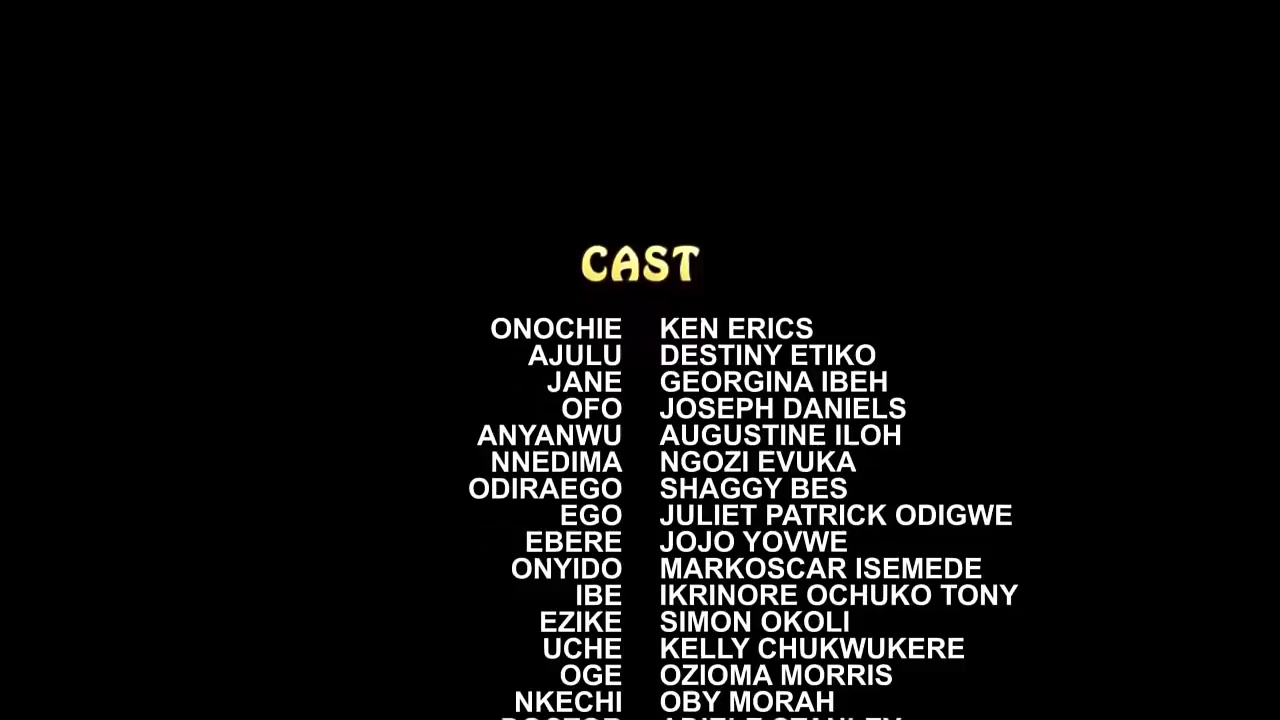 CAST
ONOCHIE KEN ERICS
AJULU DESTINY ETIKO
JANE GEORGINA IBEH
OFO JOSEPH DANIELS
ANYANWU AUGUSTINE ILOH
NNEDIMA NGOZI EVUKA
ODIRAEGO SHAGGY BES
EGO JULIET PATRICK ODIGWE
EBERE JOJO YOVWE
ONYIDO MARKOSCAR ISEMEDE
IBE IKRINORE OCHUKO TONY
EZIKE SIMON OKOLI
UCHE KELLY CHUKWUKERE
OGE OZIOMA MORRIS
NKECHI OBY MORAH
DOCTOR